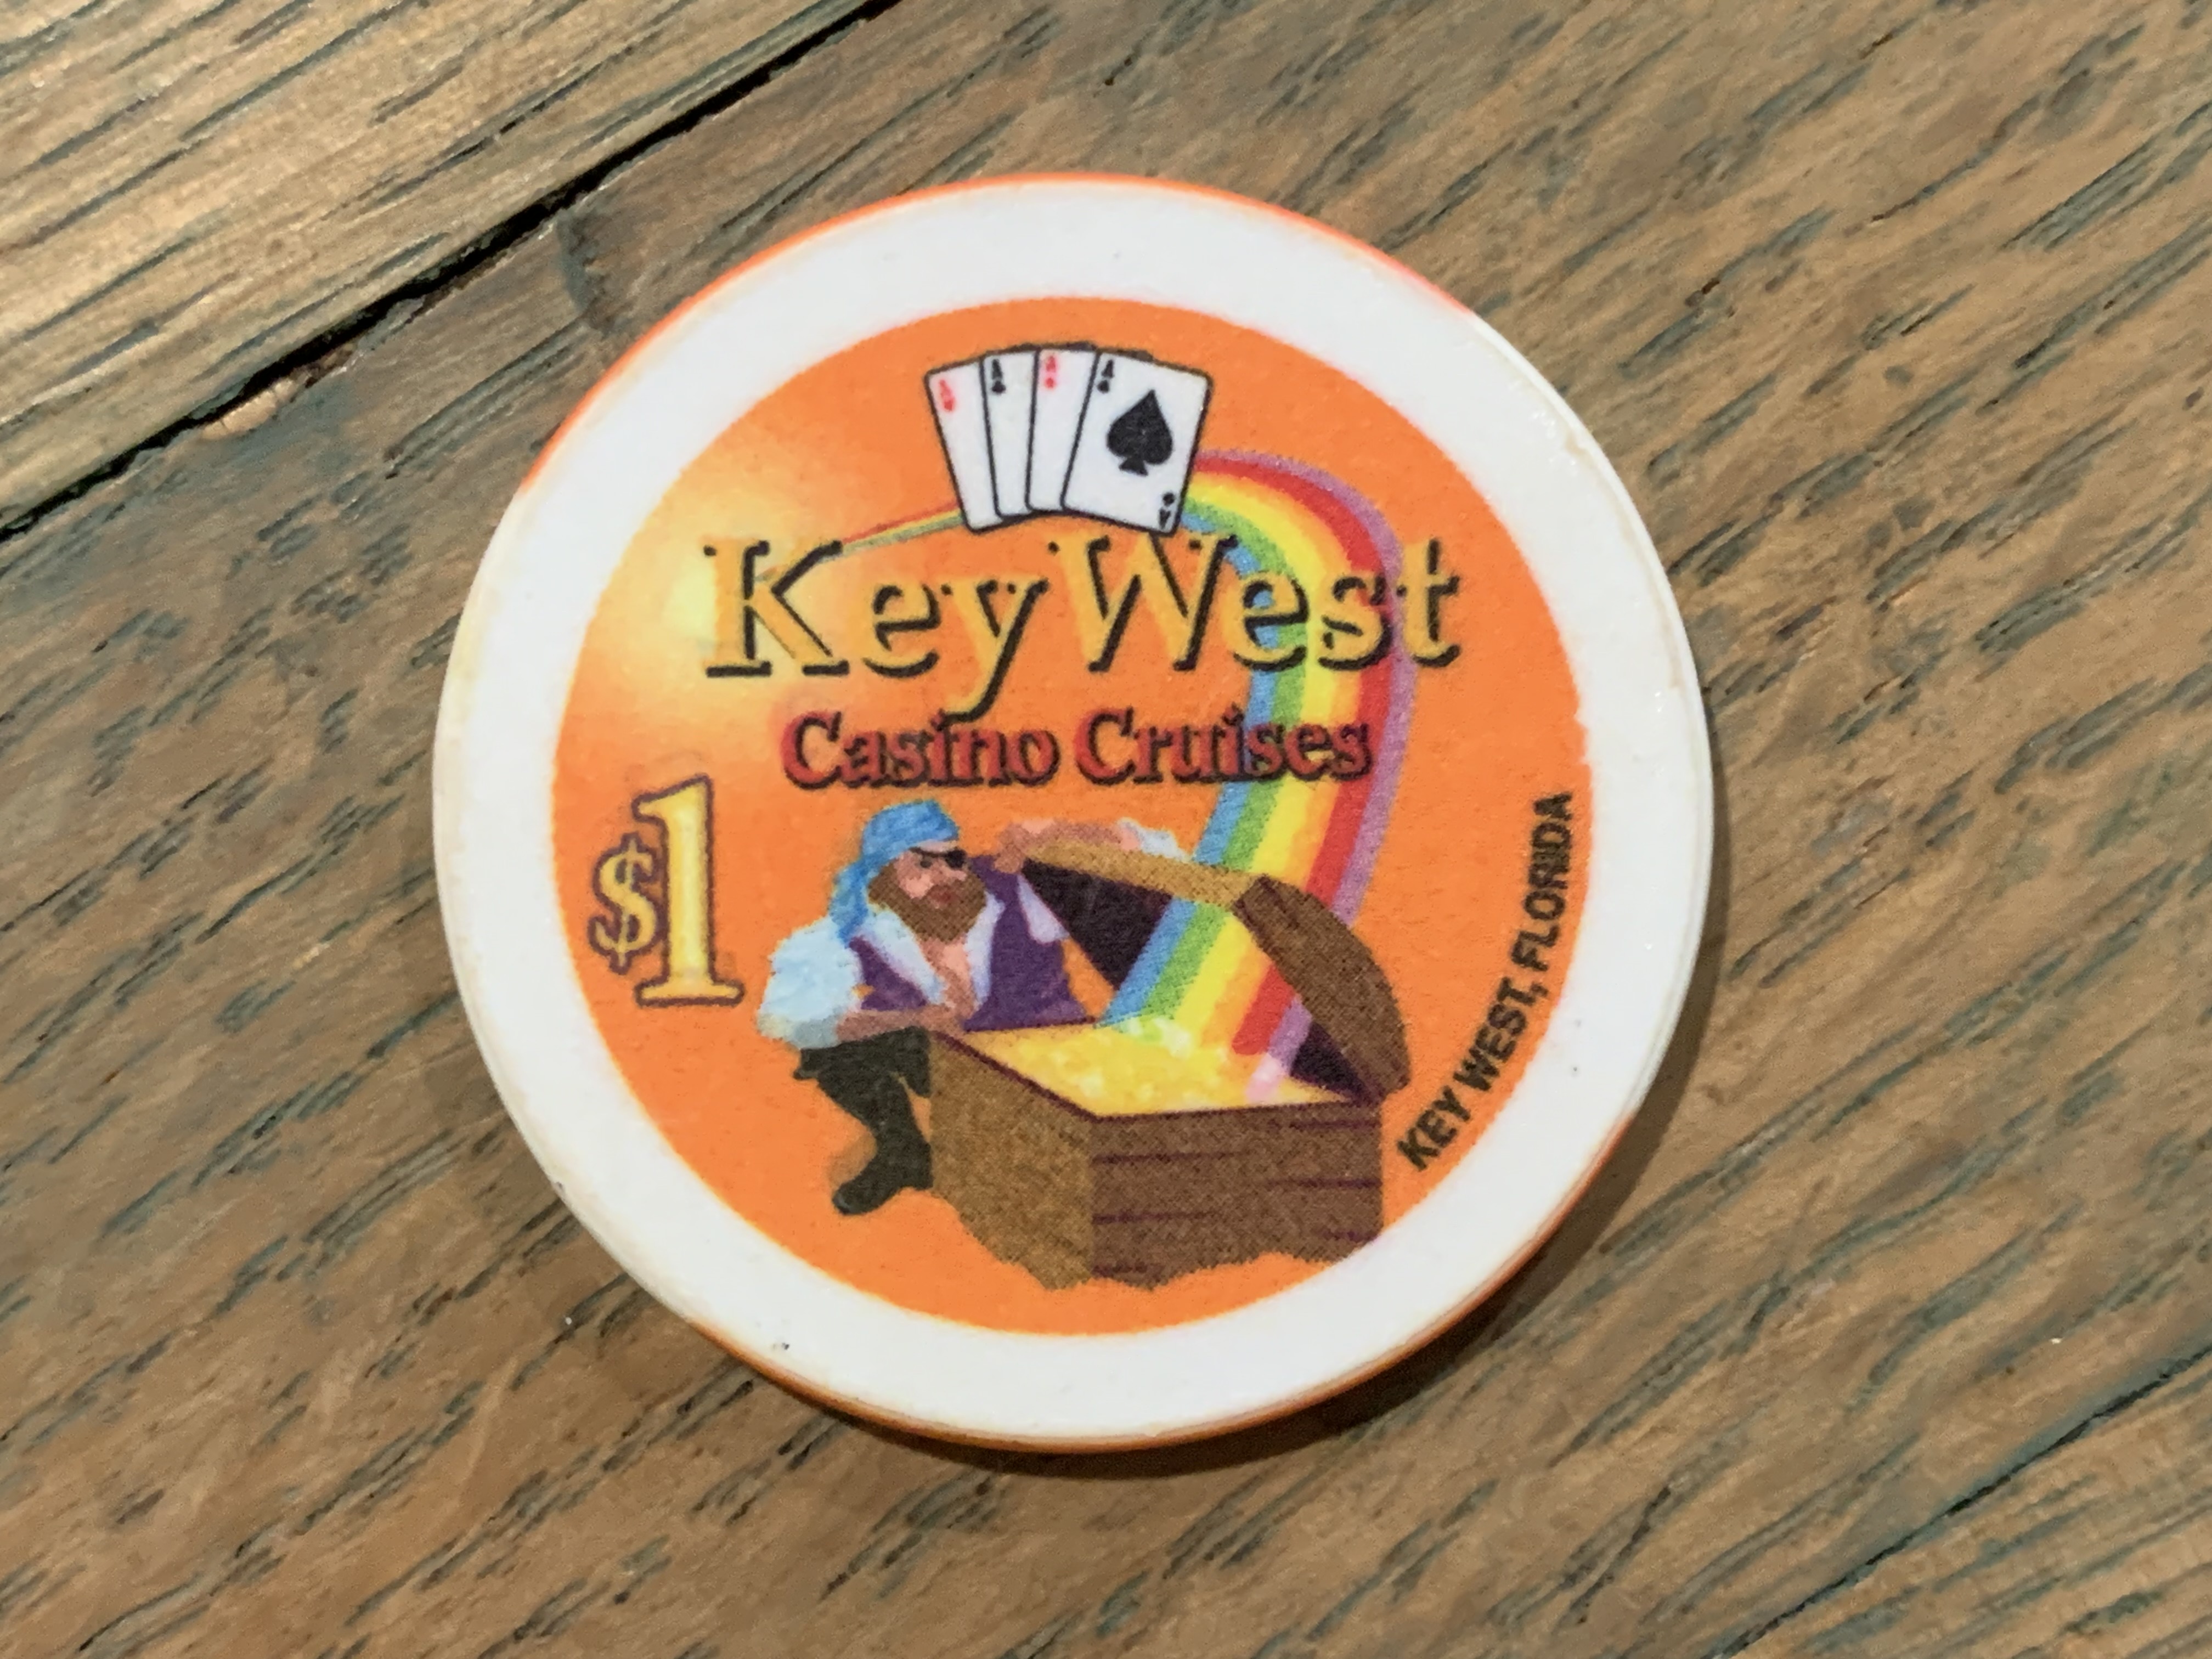 A A A A
A
Key West
Casino Cruises
$1
KEY WEST, FLORIDA